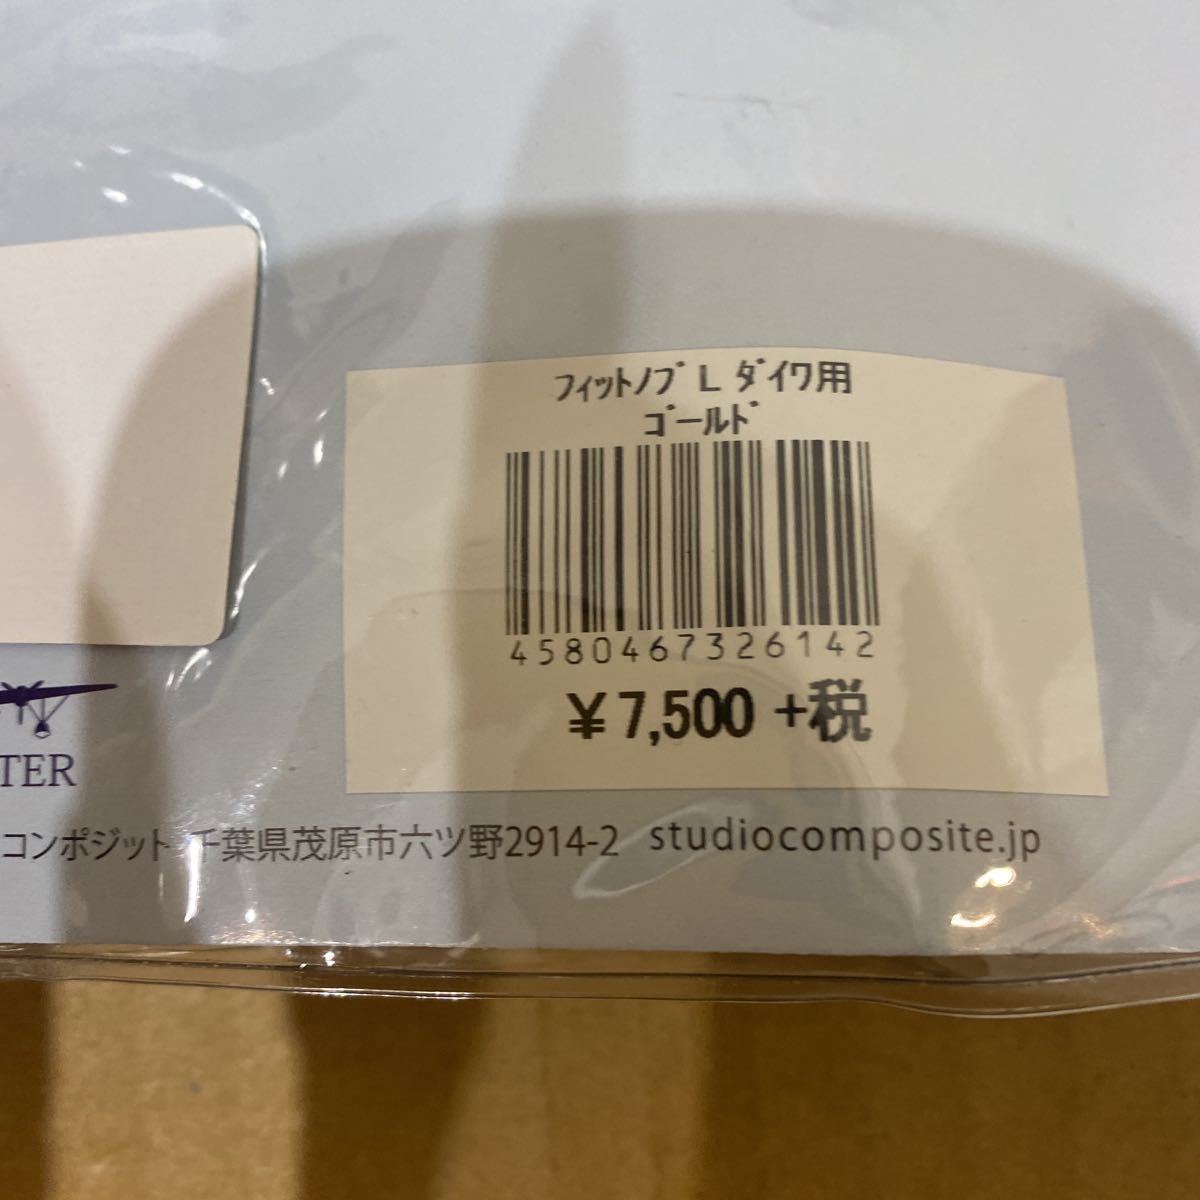 ﾌｨｯﾄﾉﾌﾞ L ﾀﾞｲﾜ用
ｺﾞｰﾙﾄﾞ
4580467326142
¥7,500 +税
TER
コンポジット 千葉県茂原市六ツ野2914-2 studiocomposite.jp